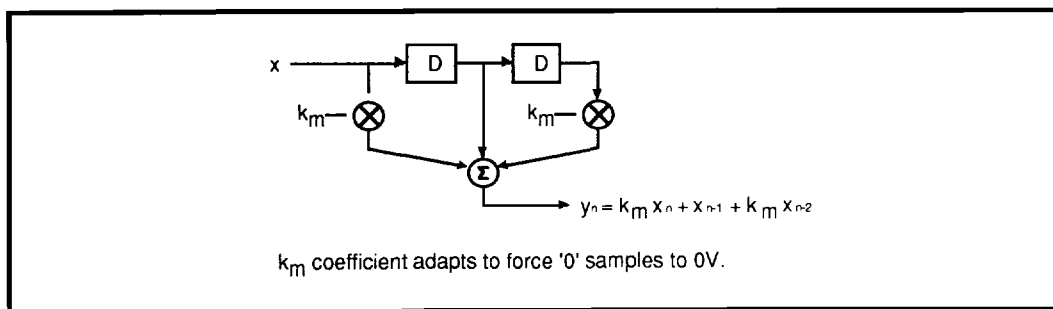 x
D
D
k_m
k_m
Σ
y_n = k_m x_n + x_n-1 + k_m x_n-2
k_m coefficient adapts to force '0' samples to 0V.